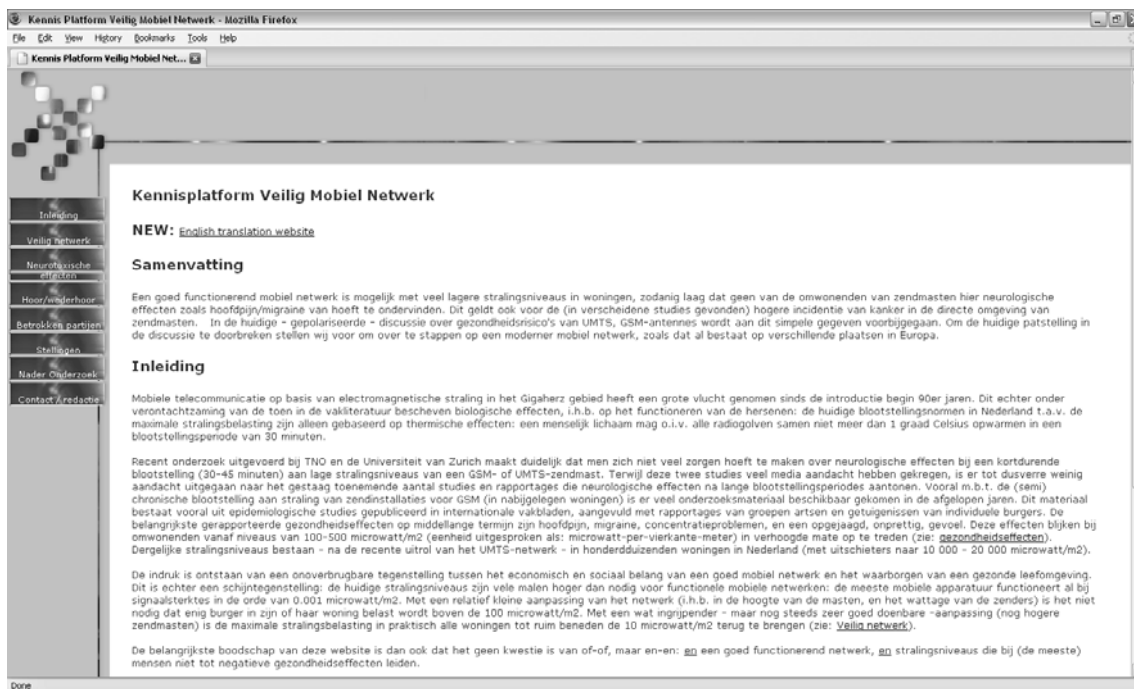 Kennis Platform Veilig Mobiel Netwerk - Mozilla Firefox
File Edit View History Bookmarks Tools Help
Kennis Platform Veilig Mobiel Net...
Inleiding
Veilig netwerk
Neurotoxische
effecten
Hoor/wederhoor
Betrokken partijen
Stellingen
Nader Onderzoek
Contact / redactie
Kennisplatform Veilig Mobiel Netwerk
NEW: English translation website
Samenvatting
Een goed functionerend mobiel netwerk is mogelijk met veel lagere stralingsniveaus in woningen, zodanig laag dat geen van de omwonenden van zendmasten hier neurologische
effecten zoals hoofdpijn/migraine van hoeft te ondervinden. Dit geldt ook voor de (in verscheidene studies gevonden) hogere incidentie van kanker in de directe omgeving van
zendmasten. In de huidige - gepolariseerde - discussie over gezondheidsrisico's van UMTS, GSM-antennes wordt aan dit simpele gegeven voorbijgegaan. Om de huidige patstelling in
de discussie te doorbreken stellen wij voor om over te stappen op een moderner mobiel netwerk, zoals dat al bestaat op verschillende plaatsen in Europa.
Inleiding
Mobiele telecommunicatie op basis van electromagnetische straling in het Gigaherz gebied heeft een grote vlucht genomen sinds de introductie begin 90er jaren. Dit echter onder
verontachtzaming van de toen in de vakliteratuur bescheven biologische effecten, i.h.b. op het functioneren van de hersenen: de huidige blootstellingsnormen in Nederland t.a.v. de
maximale stralingsbelasting zijn alleen gebaseerd op thermische effecten: een menselijk lichaam mag o.i.v. alle radiogolven samen niet meer dan 1 graad Celsius opwarmen in een
blootstellingsperiode van 30 minuten.
Recent onderzoek uitgevoerd bij TNO en de Universiteit van Zurich maakt duidelijk dat men zich niet veel zorgen hoeft te maken over neurologische effecten bij een kortdurende
blootstelling (30-45 minuten) aan lage stralingsniveaus van een GSM- of UMTS-zendmast. Terwijl deze twee studies veel media aandacht hebben gekregen, is er tot dusverre weinig
aandacht uitgegaan naar het gestaag toenemende aantal studies en rapportages die neurologische effecten na lange blootstellingsperiodes aantonen. Vooral m.b.t. de (semi)
chronische blootstelling aan straling van zendinstallaties voor GSM (in nabijgelegen woningen) is er veel onderzoeksmateriaal beschikbaar gekomen in de afgelopen jaren. Dit materiaal
bestaat vooral uit epidemiologische studies gepubliceerd in internationale vakbladen, aangevuld met rapportages van groepen artsen en getuigenissen van individuele burgers. De
belangrijkste gerapporteerde gezondheidseffecten op middellange termijn zijn hoofdpijn, migraine, concentratieproblemen, en een opgejaagd, onprettig, gevoel. Deze effecten blijken bij
omwonenden vanaf niveaus van 100-500 microwatt/m2 (eenheid uitgesproken als: microwatt-per-vierkante-meter) in verhoogde mate op te treden (zie: gezondheidseffecten).
Dergelijke stralingsniveaus bestaan - na de recente uitrol van het UMTS-netwerk - in honderdduizenden woningen in Nederland (met uitschieters naar 10 000 - 20 000 microwatt/m2).
De indruk is ontstaan van een onoverbrugbare tegenstelling tussen het economisch en sociaal belang van een goed mobiel netwerk en het waarborgen van een gezonde leefomgeving.
Dit is echter een schijntegenstelling: de huidige stralingsniveaus zijn vele malen hoger dan nodig voor functionele mobiele netwerken: de meeste mobiele apparatuur functioneert al bij
signaalsterktes in de orde van 0.001 microwatt/m2. Met een relatief kleine aanpassing van het netwerk (i.h.b. in de hoogte van de masten, en het wattage van de zenders) is het niet
nodig dat enig burger in zijn of haar woning belast wordt boven de 100 microwatt/m2. Met een wat ingrijpender - maar nog steeds zeer goed doenbare -aanpassing (nog hogere
zendmasten) is de maximale stralingsbelasting in praktisch alle woningen tot ruim beneden de 10 microwatt/m2 terug te brengen (zie: Veilig netwerk).
De belangrijkste boodschap van deze website is dan ook dat het geen kwestie is van of-of, maar en-en: en een goed functionerend netwerk, en stralingsniveaus die bij (de meeste)
mensen niet tot negatieve gezondheidseffecten leiden.
Done